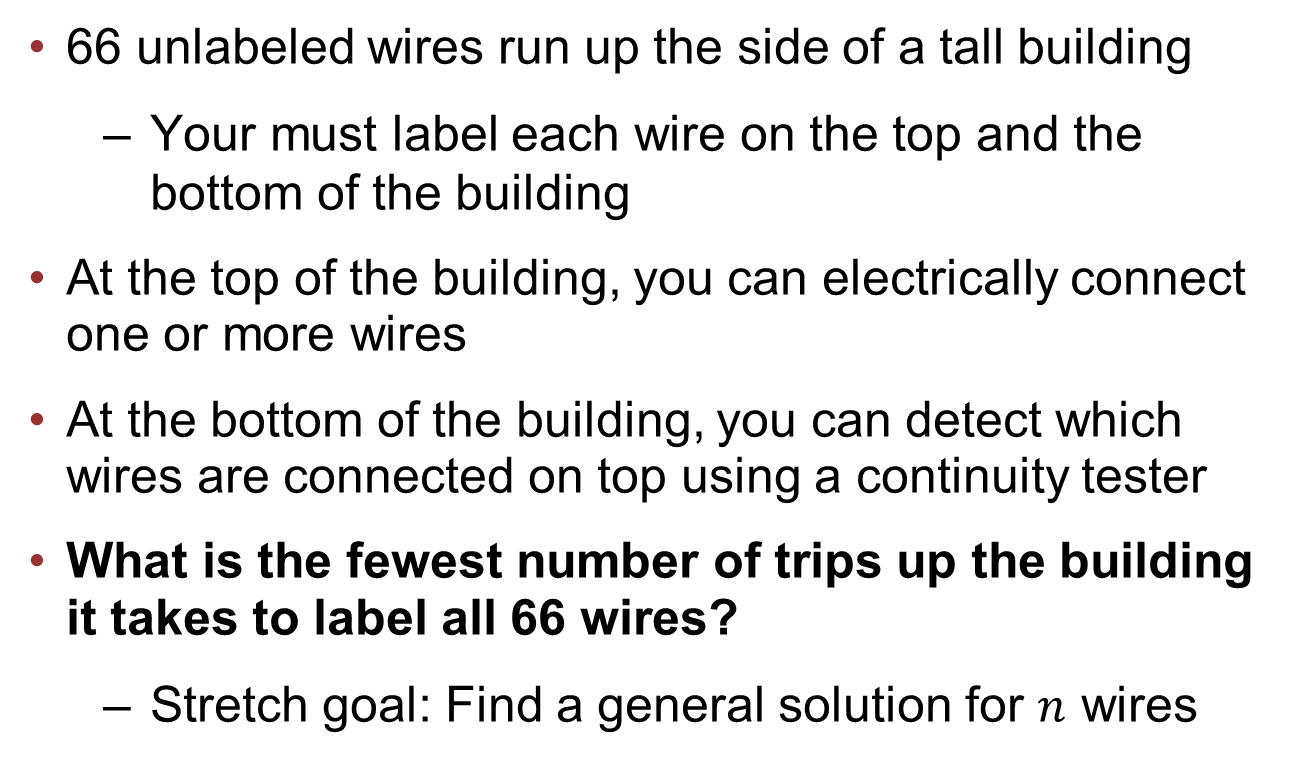 • 66 unlabeled wires run up the side of a tall building
– Your must label each wire on the top and the
bottom of the building
• At the top of the building, you can electrically connect
one or more wires
• At the bottom of the building, you can detect which
wires are connected on top using a continuity tester
• What is the fewest number of trips up the building
it takes to label all 66 wires?
– Stretch goal: Find a general solution for n wires